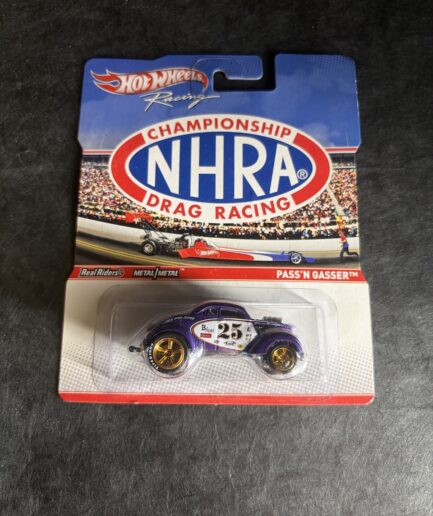 Hot Wheels
Racing
CHAMPIONSHIP
NHRA®
DRAG RACING
Real Riders METAL/METAL PASS'N GASSER™
25